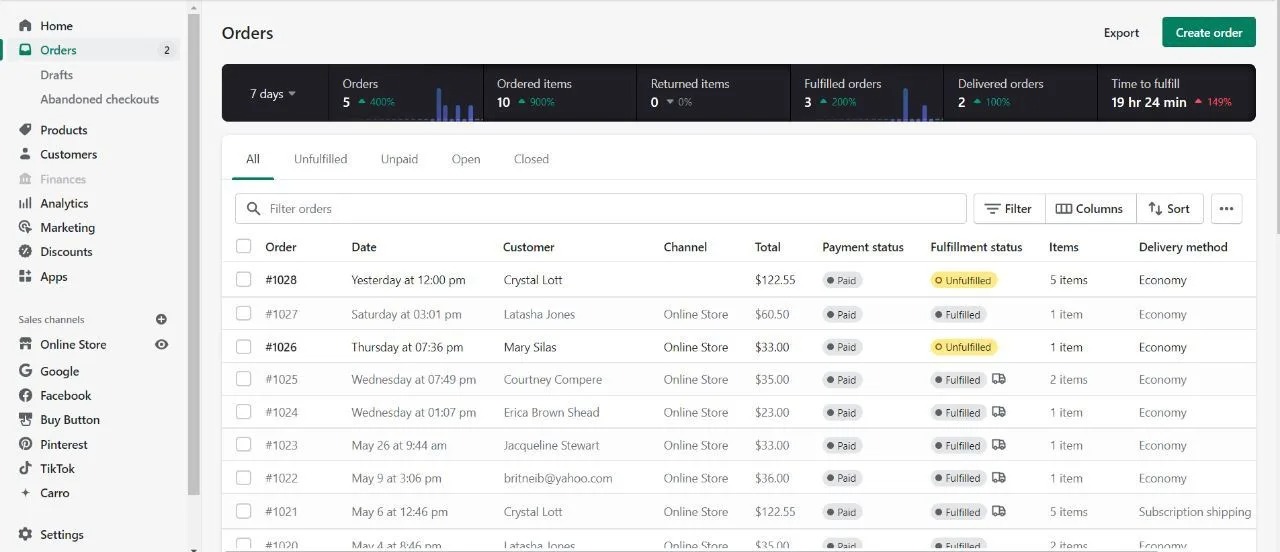 Home
Orders 2
Drafts
Abandoned checkouts
Products
Customers
Finances
Analytics
Marketing
Discounts
Apps
Sales channels
Online Store
Google
Facebook
Buy Button
Pinterest
TikTok
Carro
Settings
Orders Export Create order
7 days
Orders
5 400%
Ordered items
10 900%
Returned items
0 0%
Fulfilled orders
3 200%
Delivered orders
2 100%
Time to fulfill
19 hr 24 min 149%
All Unfulfilled Unpaid Open Closed
Filter orders Filter Columns Sort
Order Date Customer Channel Total Payment status Fulfillment status Items Delivery method
#1028 Yesterday at 12:00 pm Crystal Lott $122.55 Paid Unfulfilled 5 items Economy
#1027 Saturday at 03:01 pm Latasha Jones Online Store $60.50 Paid Fulfilled 1 item Economy
#1026 Thursday at 07:36 pm Mary Silas Online Store $33.00 Paid Unfulfilled 1 item Economy
#1025 Wednesday at 07:49 pm Courtney Compere Online Store $35.00 Paid Fulfilled 2 items Economy
#1024 Wednesday at 01:07 pm Erica Brown Shead Online Store $23.00 Paid Fulfilled 1 item Economy
#1023 May 26 at 9:44 am Jacqueline Stewart Online Store $33.00 Paid Fulfilled 1 item Economy
#1022 May 9 at 3:06 pm britneib@yahoo.com Online Store $36.00 Paid Fulfilled 1 item Economy
#1021 May 6 at 12:46 pm Crystal Lott Online Store $122.55 Paid Fulfilled 5 items Subscription shipping
#1020 May 4 at 8:46 pm Latasha Jones Online Store $35.00 Paid Fulfilled 2 items Economy